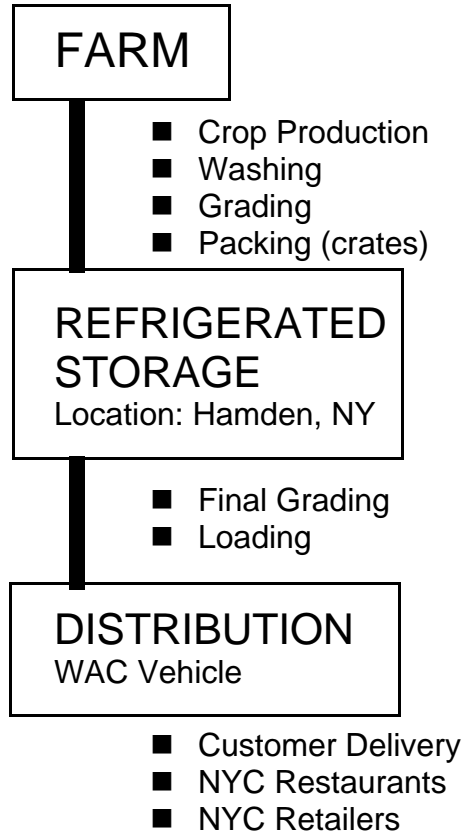 FARM
■ Crop Production
■ Washing
■ Grading
■ Packing (crates)
REFRIGERATED
STORAGE
Location: Hamden, NY
■ Final Grading
■ Loading
DISTRIBUTION
WAC Vehicle
■ Customer Delivery
■ NYC Restaurants
■ NYC Retailers